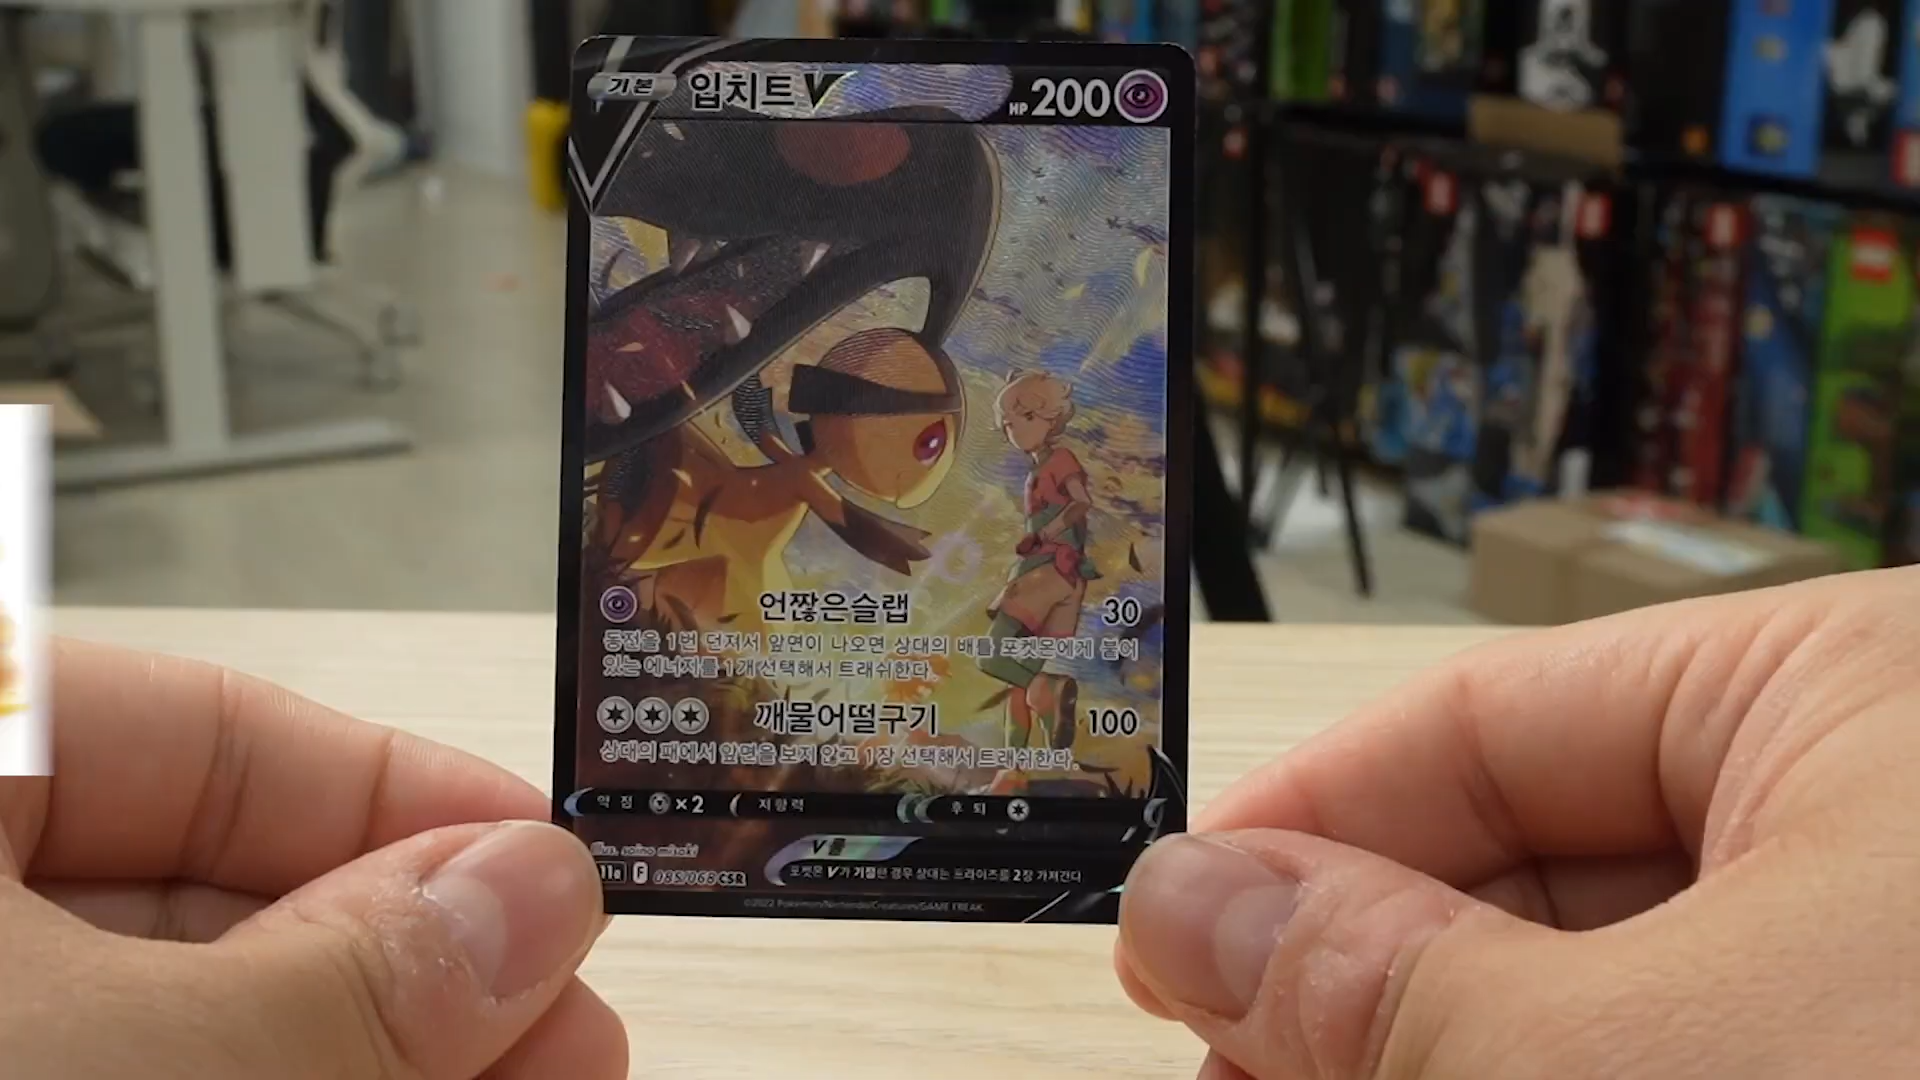 기본 입치트V HP 200
언짢은슬랩 30
동전을 1번 던져서 앞면이 나오면 상대의 배틀 포켓몬에게 붙어
있는 에너지를 1개 선택해서 트래쉬한다.
깨물어떨구기 100
상대의 패에서 앞면을 보지 않고 1장 선택해서 트래쉬한다.
약점 ×2 저항력 후퇴
V룰
Illus. saino misaki
11a F 085/068 CSR 포켓몬 V가 기절한 경우 상대는 프라이즈를 2장 가져간다.
©2022 Pokémon/Nintendo/Creatures/GAME FREAK